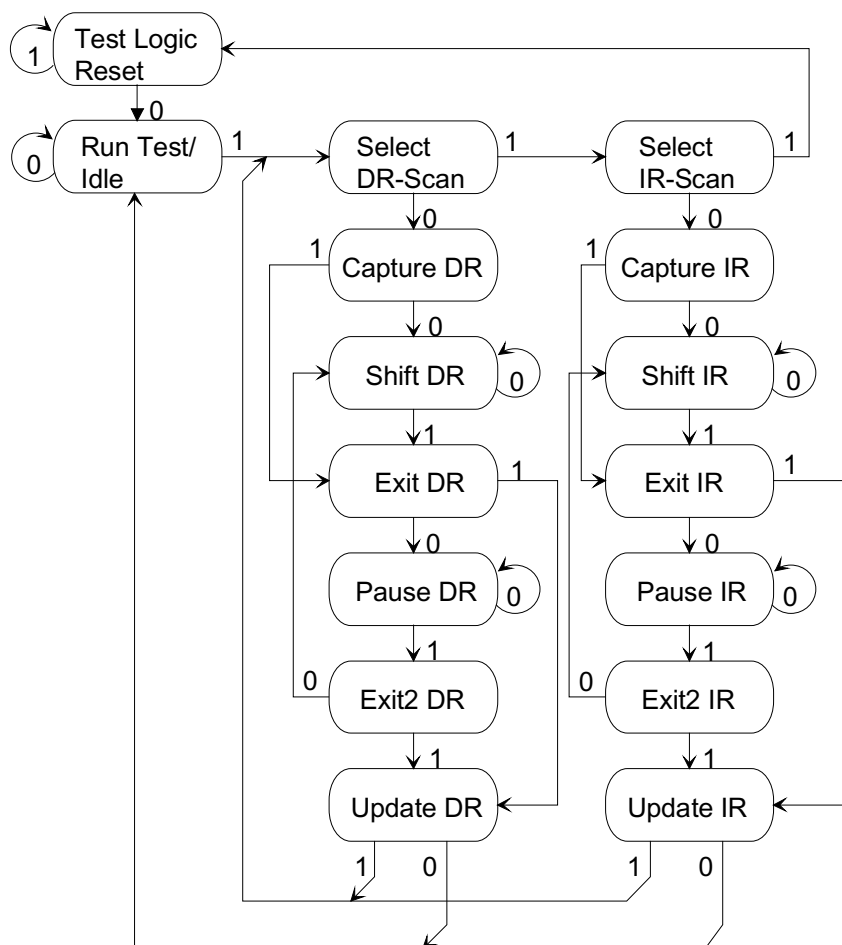 Test Logic
Reset
1
0
Run Test/
Idle
0
1
Select
DR-Scan
1
Select
IR-Scan
1
0
0
1
Capture DR
1
Capture IR
0
0
Shift DR
0
Shift IR
0
1
1
Exit DR
1
Exit IR
1
0
0
Pause DR
0
Pause IR
0
1
1
0
Exit2 DR
0
Exit2 IR
1
1
Update DR
Update IR
1
0
1
0